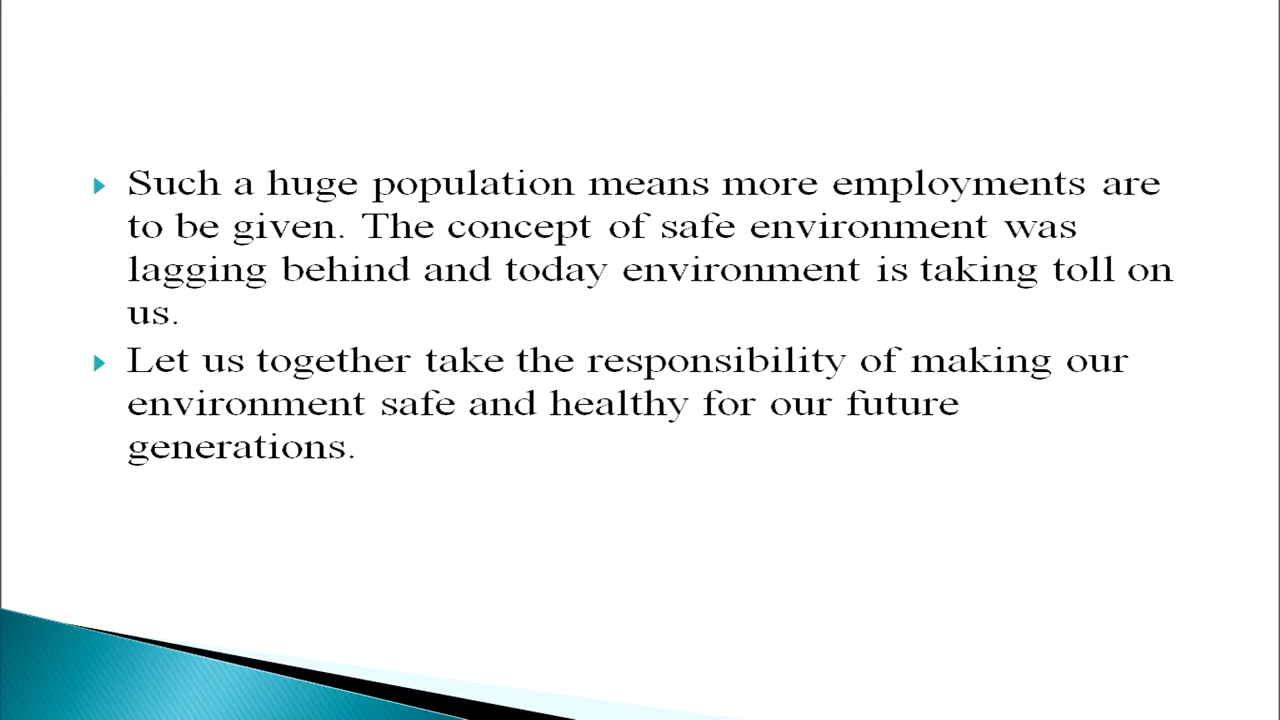 Such a huge population means more employments are
to be given. The concept of safe environment was
lagging behind and today environment is taking toll on
us.
Let us together take the responsibility of making our
environment safe and healthy for our future
generations.